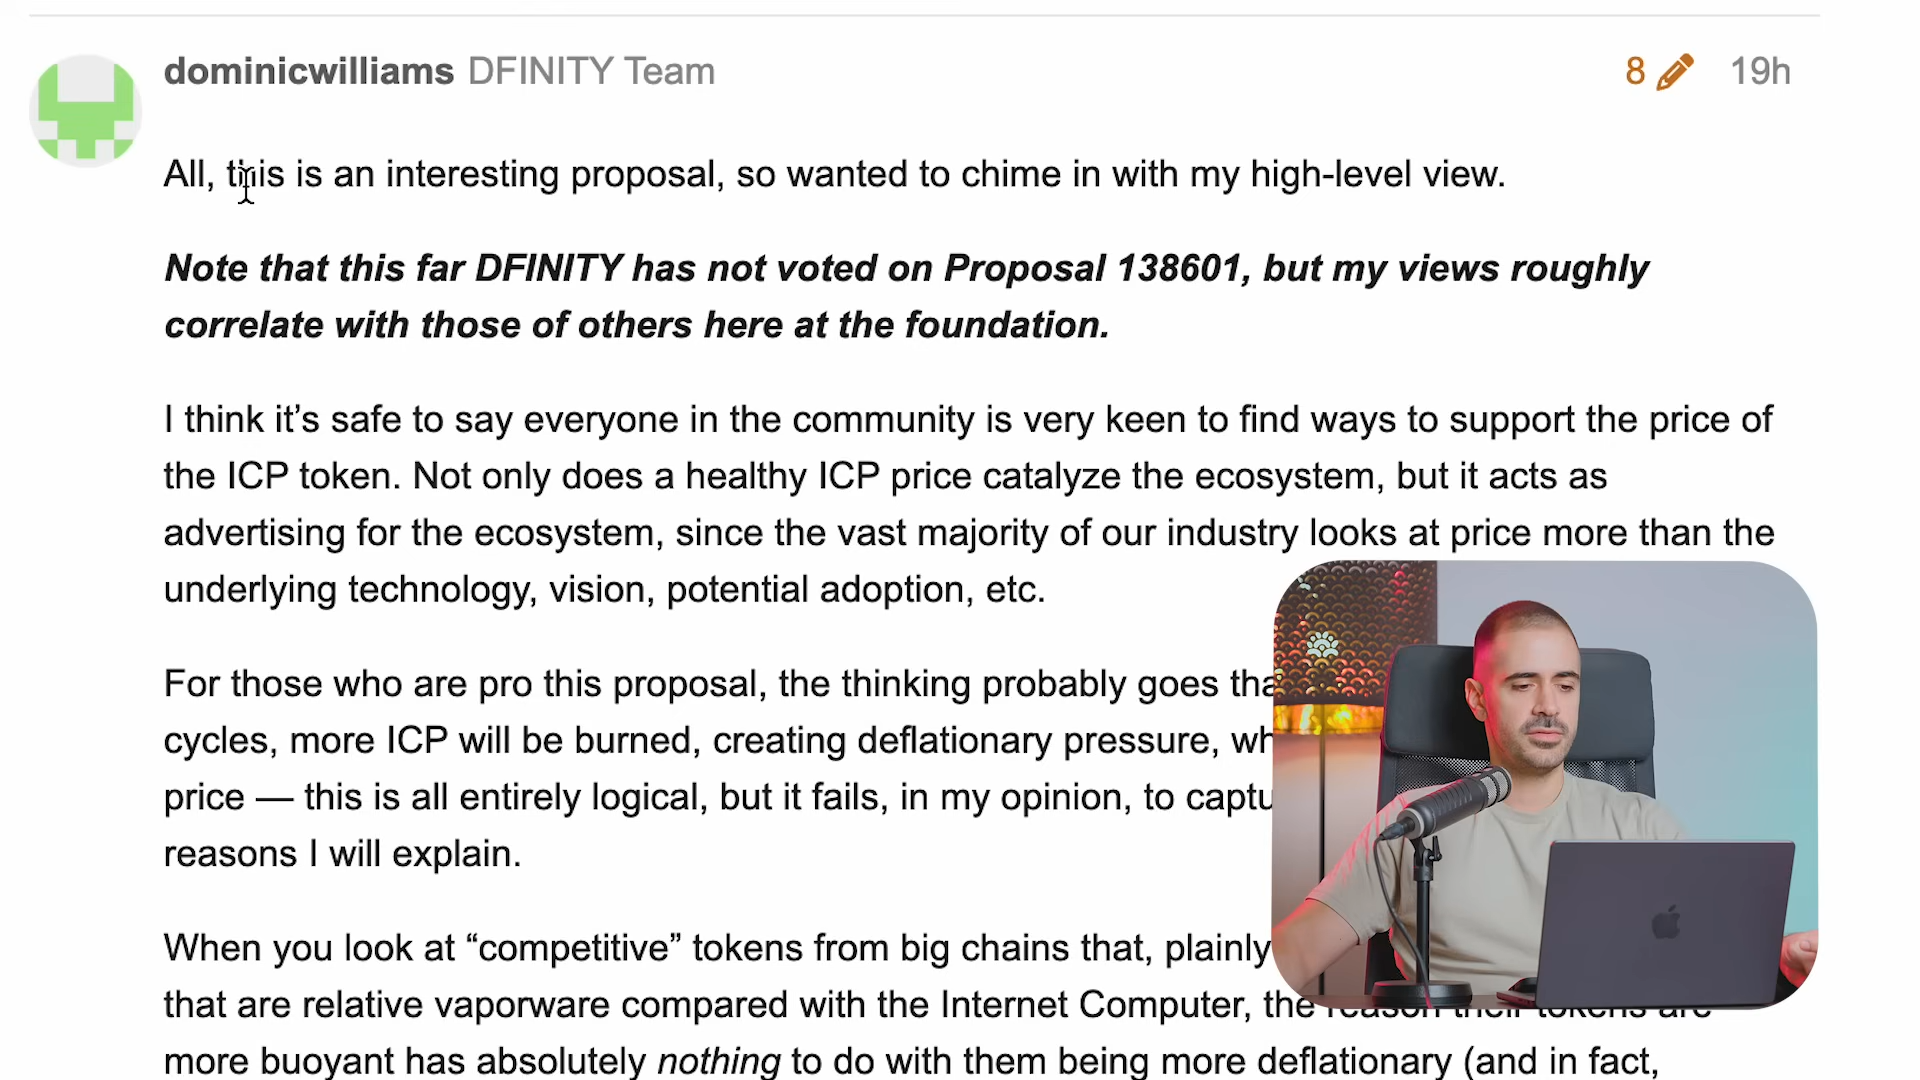 dominicwilliams DFINITY Team 8 19h
All, this is an interesting proposal, so wanted to chime in with my high-level view.
Note that this far DFINITY has not voted on Proposal 138601, but my views roughly
correlate with those of others here at the foundation.
I think it’s safe to say everyone in the community is very keen to find ways to support the price of
the ICP token. Not only does a healthy ICP price catalyze the ecosystem, but it acts as
advertising for the ecosystem, since the vast majority of our industry looks at price more than the
underlying technology, vision, potential adoption, etc.
For those who are pro this proposal, the thinking probably goes
cycles, more ICP will be burned, creating deflationary pressure,
price — this is all entirely logical, but it fails, in my opinion, to
reasons I will explain.
When you look at “competitive” tokens from big chains that, plainly
that are relative vaporware compared with the Internet Computer, the reason their tokens are
more buoyant has absolutely nothing to do with them being more deflationary (and in fact,